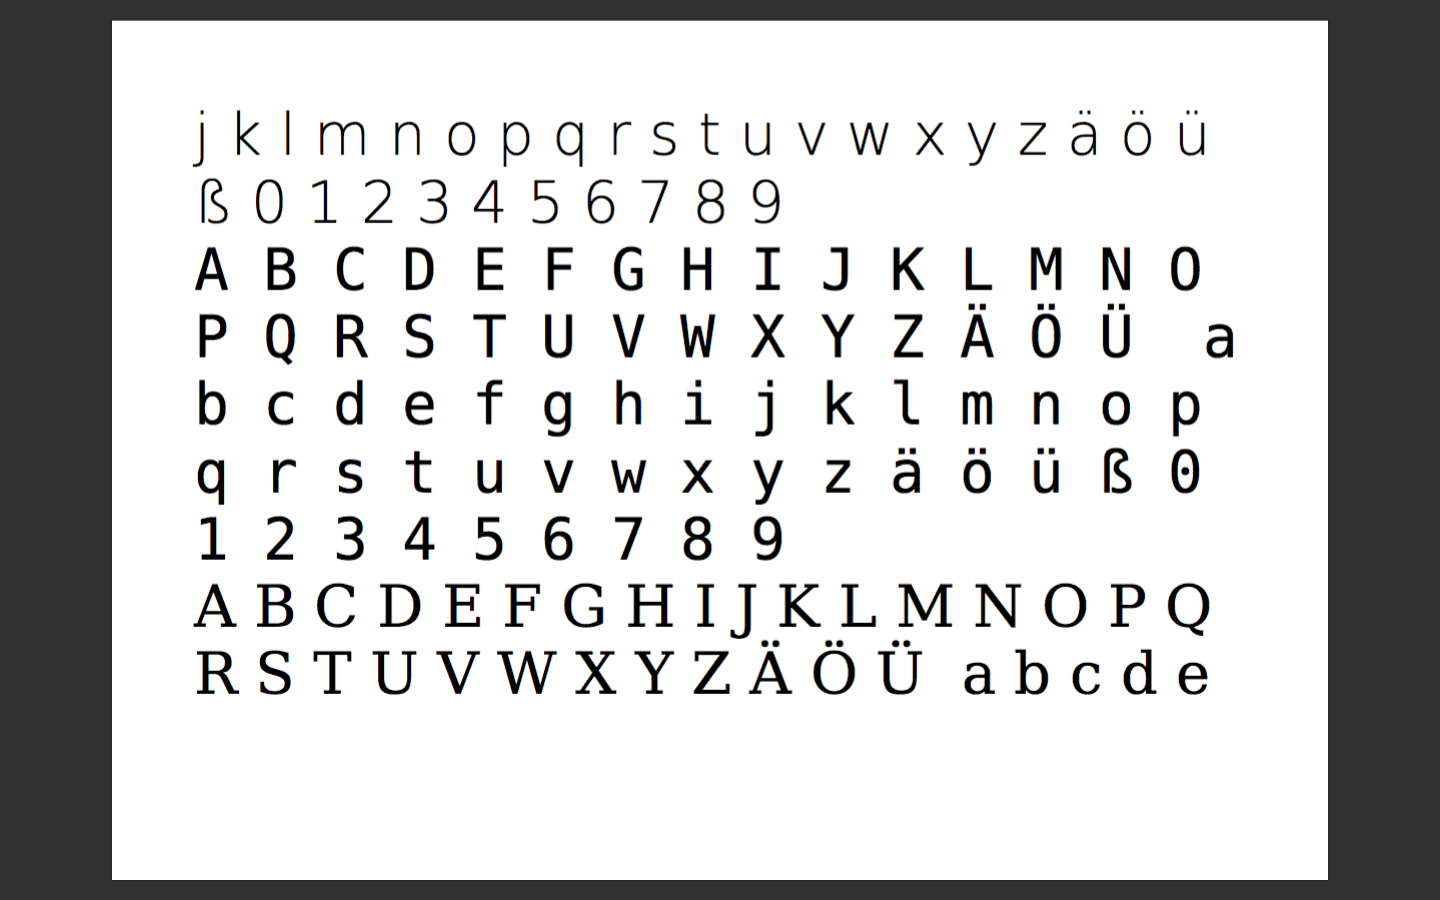 j k l m n o p q r s t u v w x y z ä ö ü
ß 0 1 2 3 4 5 6 7 8 9
A B C D E F G H I J K L M N O
P Q R S T U V W X Y Z Ä Ö Ü  a
b c d e f g h i j k l m n o p
q r s t u v w x y z ä ö ü ß 0
1 2 3 4 5 6 7 8 9
A B C D E F G H I J K L M N O P Q
R S T U V W X Y Z Ä Ö Ü  a b c d e